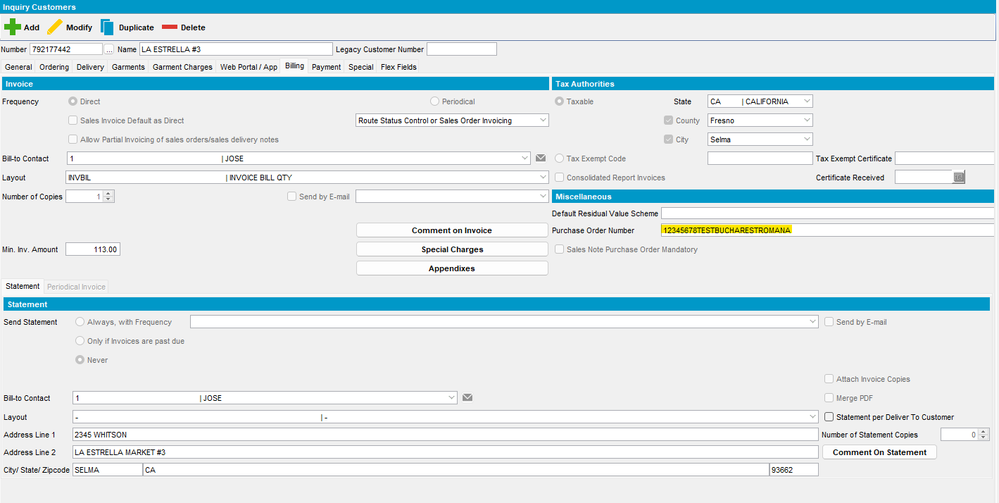 Inquiry Customers
Add Modify Duplicate Delete
Number 792177442 ... Name LA ESTRELLA #3 Legacy Customer Number
General Ordering Delivery Garments Garment Charges Web Portal / App Billing Payment Special Flex Fields
Invoice
Frequency Direct Periodical
Sales Invoice Default as Direct Route Status Control or Sales Order Invoicing
Allow Partial Invoicing of sales orders/sales delivery notes
Bill-to Contact 1 | JOSE
Layout INVBIL | INVOICE BILL QTY
Number of Copies 1 Send by E-mail
Comment on Invoice
Min. Inv. Amount 113.00 Special Charges
Appendixes
Tax Authorities
Taxable State CA | CALIFORNIA
County Fresno
City Selma
Tax Exempt Code Tax Exempt Certificate
Consolidated Report Invoices Certificate Received
Miscellaneous
Default Residual Value Scheme
Purchase Order Number 12345678TESTBUCHARESTROMANA
Sales Note Purchase Order Mandatory
Statement Periodical Invoice
Statement
Send Statement Always, with Frequency Send by E-mail
Only if Invoices are past due
Never
Attach Invoice Copies
Bill-to Contact 1 | JOSE Merge PDF
Layout - | - Statement per Deliver To Customer
Address Line 1 2345 WHITSON Number of Statement Copies 0
Address Line 2 LA ESTRELLA MARKET #3 Comment On Statement
City/ State/ Zipcode SELMA CA 93662